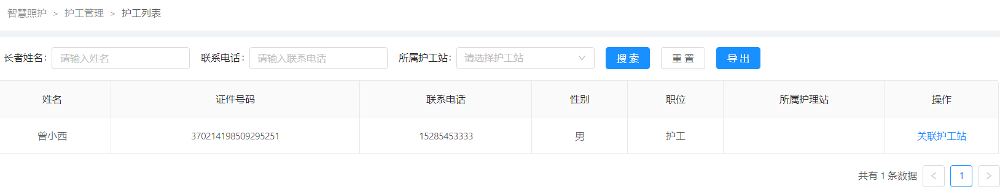 智慧照护 > 护工管理 > 护工列表
长者姓名: 请输入姓名 联系电话: 请输入联系电话 所属护工站: 请选择护工站 搜 索 重 置 导 出
姓名 证件号码 联系电话 性别 职位 所属护理站 操作
曾小西 370214198509295251 15285453333 男 护工 关联护工站
共有 1 条数据 < 1 >